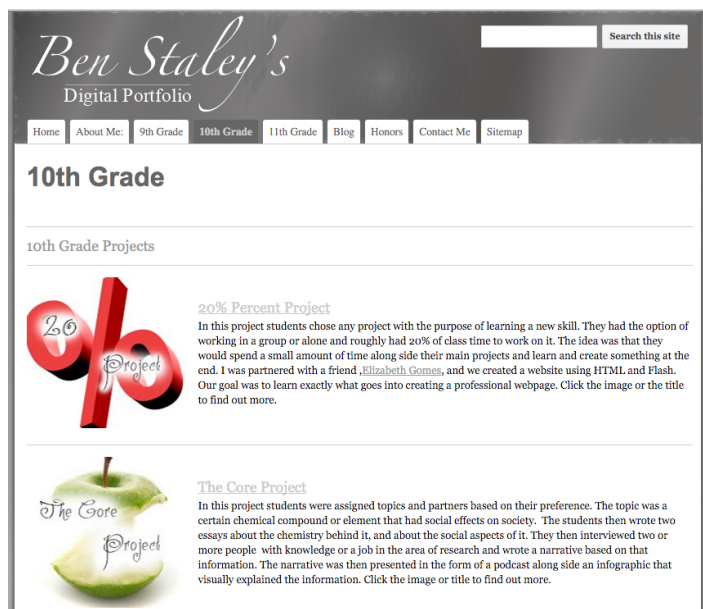 Ben Staley's
Digital Portfolio
Search this site
Home About Me: 9th Grade 10th Grade 11th Grade Blog Honors Contact Me Sitemap
10th Grade
10th Grade Projects
20
Project
20% Percent Project
In this project students chose any project with the purpose of learning a new skill. They had the option of
working in a group or alone and roughly had 20% of class time to work on it. The idea was that they
would spend a small amount of time along side their main projects and learn and create something at the
end. I was partnered with a friend ,Elizabeth Gomes, and we created a website using HTML and Flash.
Our goal was to learn exactly what goes into creating a professional webpage. Click the image or the title
to find out more.
The Core
Project
The Core Project
In this project students were assigned topics and partners based on their preference. The topic was a
certain chemical compound or element that had social effects on society. The students then wrote two
essays about the chemistry behind it, and about the social aspects of it. They then interviewed two or
more people with knowledge or a job in the area of research and wrote a narrative based on that
information. The narrative was then presented in the form of a podcast along side an infographic that
visually explained the information. Click the image or title to find out more.